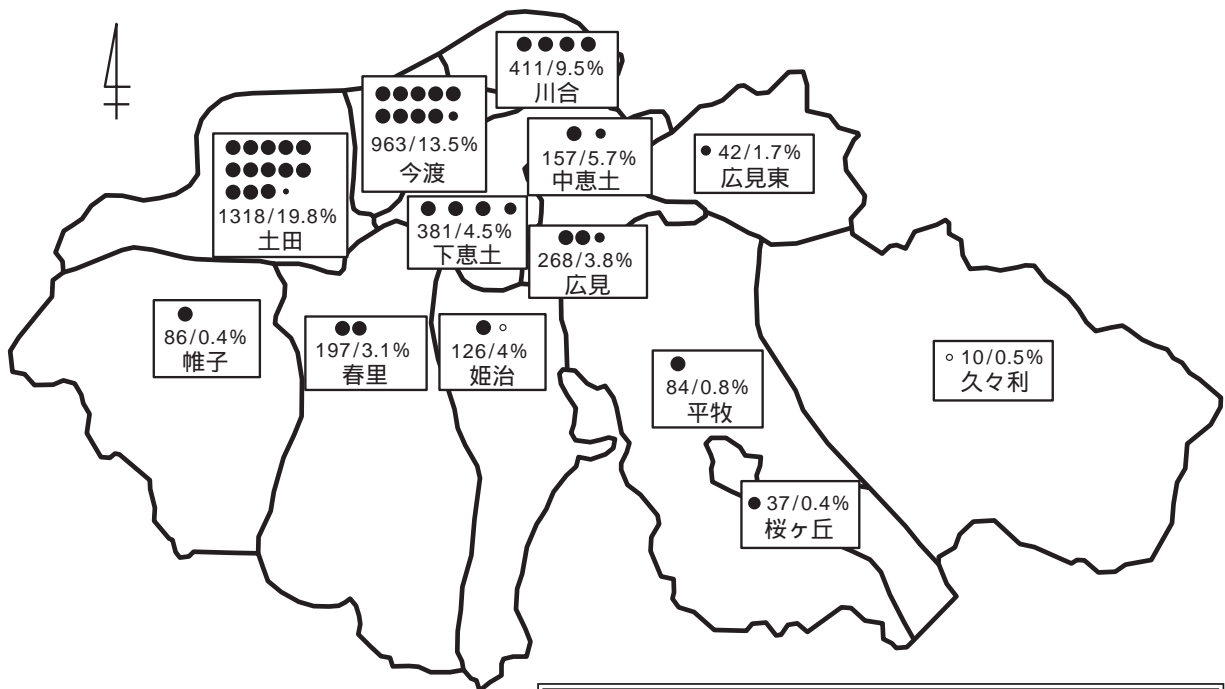 411/9.5%
川合
963/13.5%
今渡
157/5.7%
中恵土
42/1.7%
広見東
1318/19.8%
土田
381/4.5%
下恵土
268/3.8%
広見
86/0.4%
帷子
197/3.1%
春里
126/4%
姫治
84/0.8%
平牧
10/0.5%
久々利
37/0.4%
桜ヶ丘